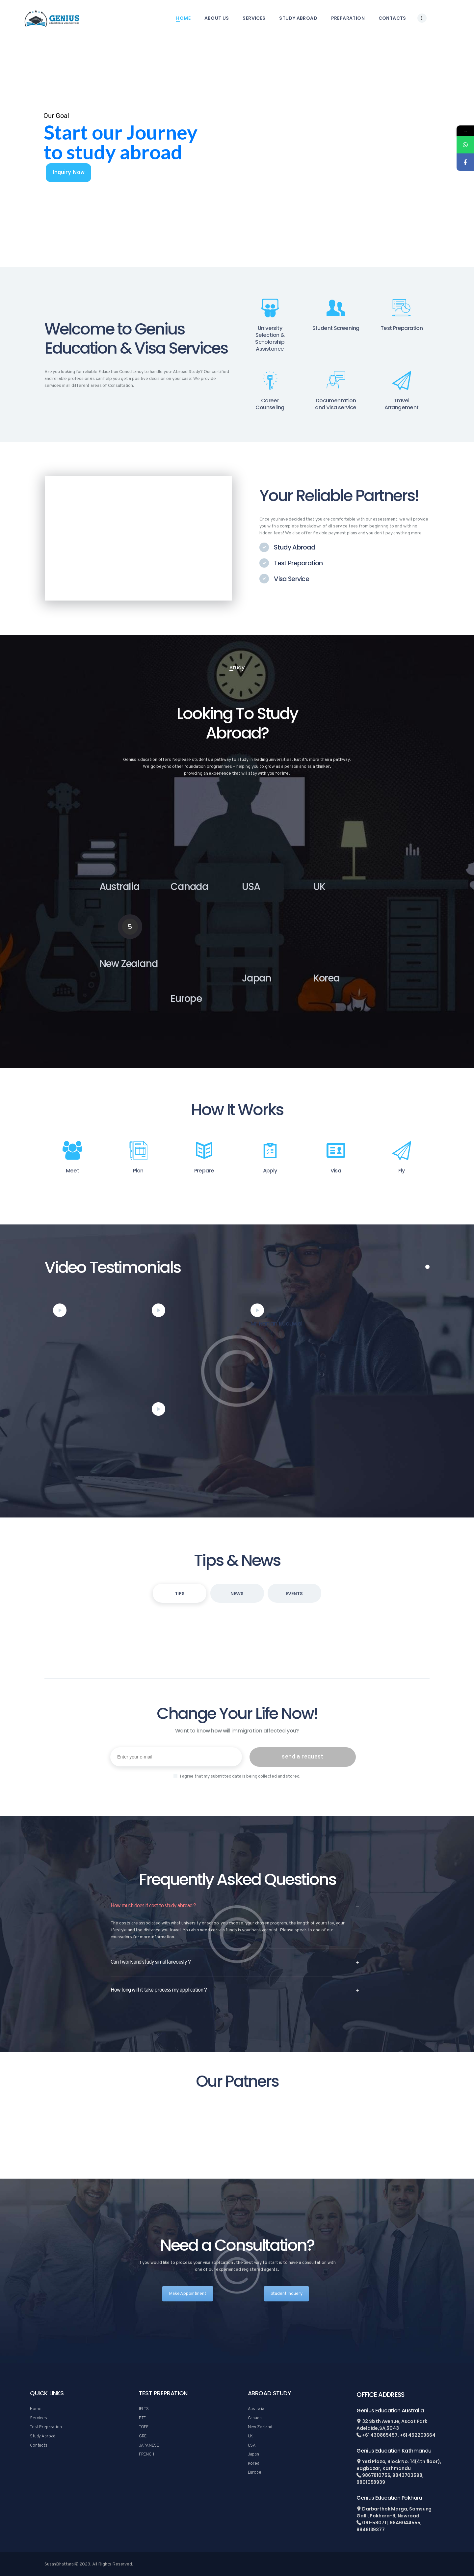 GENIUS
HOME
ABOUT US
SERVICES
STUDY ABROAD
PREPARATION
CONTACTS
Our Goal
Start our Journey
to study abroad
Inquiry Now
Welcome to Genius
Education & Visa Services
Are you looking for reliable Education Consultancy to handle your Abroad Study? Our certified
and reliable professionals certainly you get a positive decision on your case? We provide
services in all different areas of Consultation.
University
Selection &
Scholarship
Assistance
Student Screening
Test Preparation
Career
Counseling
Documentation
and Visa service
Travel
Arrangement
Your Reliable Partners!
Once you have decided that you are comfortable with our assessment, we will provide
you with a complete breakdown of all service fees from beginning to end with no
hidden fees! We also offer flexible payment plans and you don't pay anything more.
Study Abroad
Test Preparation
Visa Service
Study
Looking To Study
Abroad?
Genius Education offers Nepalese students a pathway to study in leading universities. But it's more than a pathway.
We go beyond other foundation programmes – helping you to grow as a person and as a thinker,
providing an experience that will stay with you for life.
Australia
Canada
USA
UK
5
New Zealand
Japan
Korea
Europe
How It Works
Meet
Plan
Prepare
Apply
Visa
Fly
Video Testimonials
Tips & News
TIPS
NEWS
EVENTS
Change Your Life Now!
Want to know how will immigration affected you?
Enter your e-mail
send a request
I agree that my submitted data is being collected and stored.
Frequently Asked Questions
How much does it cost to study abroad ?
The costs are associated with what university or school you choose, your chosen program, the length of your stay, your
lifestyle and the distance you travel. You also need certain funds in your bank account. Please speak to one of our
counselors for more information.
Can I work and study simultaneously ?
How long will it take process my application ?
Our Patners
Need a Consultation?
If you would like to process your visa applications, the best way to start is to have a consultation with
one of our experienced registered agents.
Make Appointment
Student Inquery
QUICK LINKS
Home
Services
Test Preparation
Study Abroad
Contacts
TEST PREPRATION
IELTS
PTE
TOEFL
GRE
JAPANESE
FRENCH
ABROAD STUDY
Australia
Canada
New Zealand
UK
USA
Japan
Korea
Europe
OFFICE ADDRESS
Genius Education Australia
32 Sixth Avenue, Ascot Park
Adelaide,SA,5043
+61 430865457, +61 452209664
Genius Education Kathmandu
Yeti Plaza, Block No. 14(4th floor),
Bagbazar, Kathmandu
9867810756, 9843703598,
9801058939
Genius Education Pokhara
Darbarthok Marga, Samsung
Galli, Pokhara-9, Newroad
061-580711, 9846044555,
9846139377
Suyanbhattarai© 2023. All Rights Reserved.